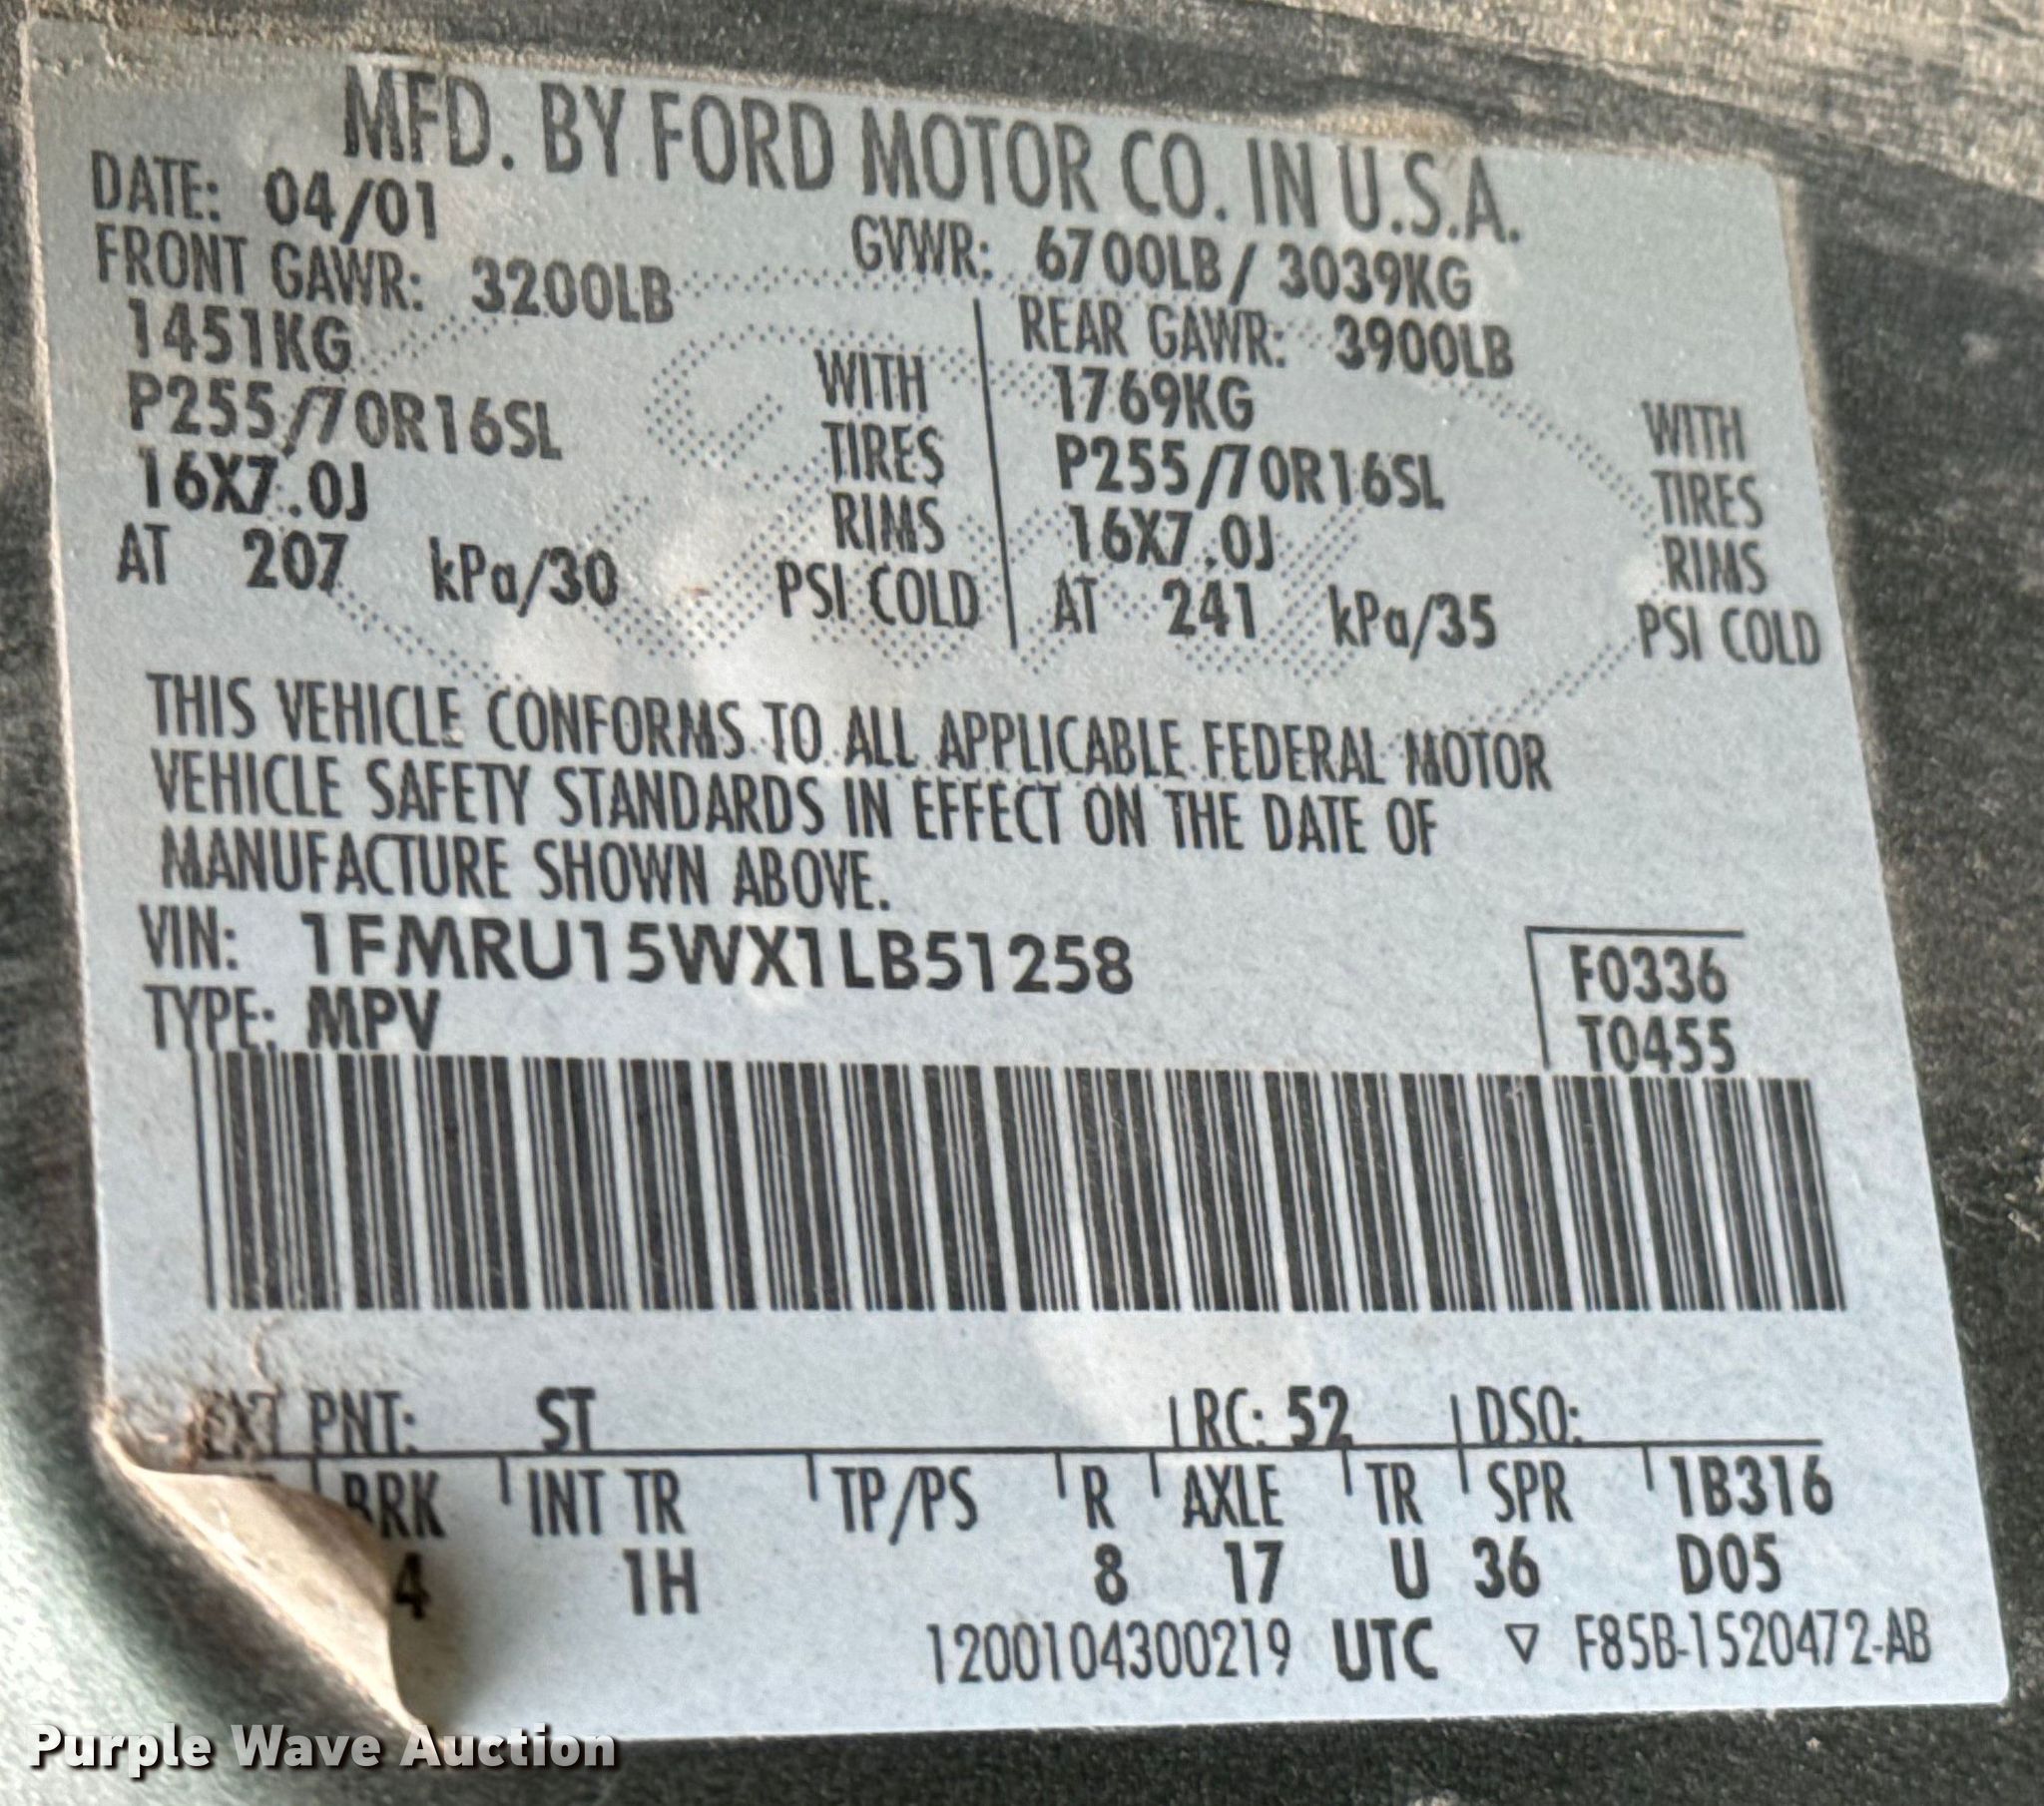 MFD. BY FORD MOTOR CO. IN U.S.A.
DATE: 04/01 GVWR: 6700LB / 3039KG
FRONT GAWR: 3200LB REAR GAWR: 3900LB
1451KG WITH 1769KG WITH
P255/70R16SL TIRES P255/70R16SL TIRES
16X7.0J RIMS 16X7.0J RIMS
AT 207 kPa/30 PSI COLD AT 241 kPa/35 PSI COLD
THIS VEHICLE CONFORMS TO ALL APPLICABLE FEDERAL MOTOR
VEHICLE SAFETY STANDARDS IN EFFECT ON THE DATE OF
MANUFACTURE SHOWN ABOVE.
VIN: 1FMRU15WX1LB51258 F0336
TYPE: MPV T0455
EXT PNT: ST RC: 52 DSO:
BRK INT TR TP/PS R AXLE TR SPR 1B316
4 1H 8 17 U 36 D05
1200104300219 UTC ▽ F85B-1520472-AB
Purple Wave Auction